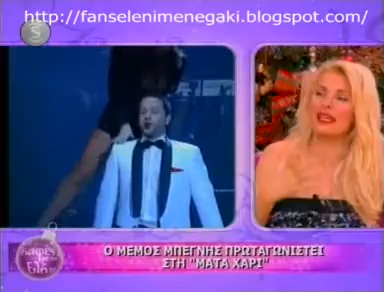 http://fanselenimenegaki.blogspot.com/
S
Ο ΜΕΜΟΣ ΜΠΕΓΝΗΣ ΠΡΩΤΑΓΩΝΙΣΤΕΙ
ΣΤΗ "ΜΑΤΑ ΧΑΡΙ"